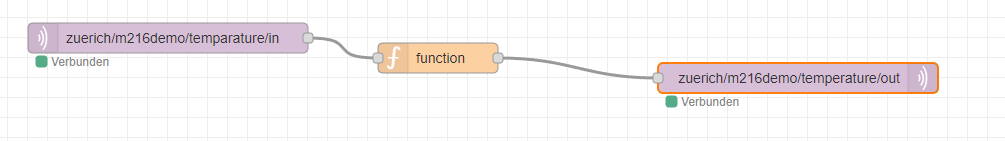 zuerich/m216demo/temparature/in
Verbunden
function
zuerich/m216demo/temperature/out
Verbunden